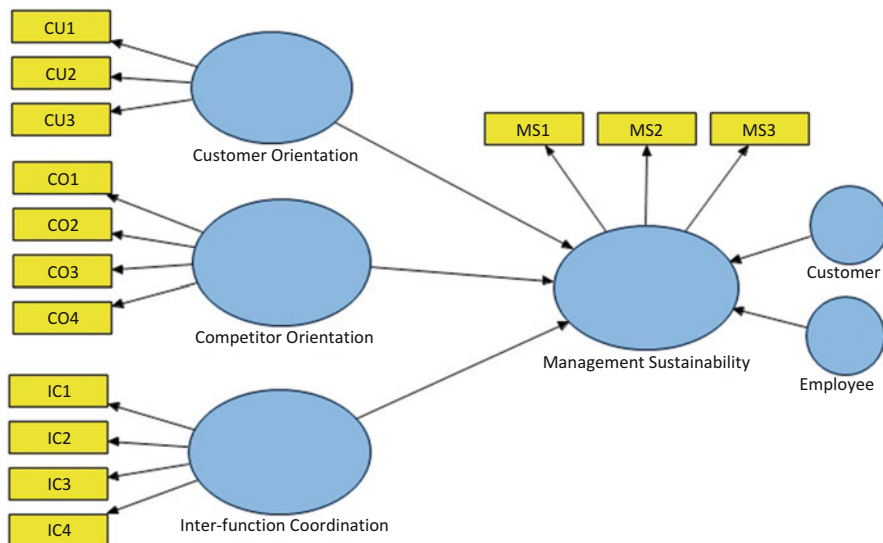 CU1
CU2
CU3
Customer Orientation
CO1
CO2
CO3
CO4
Competitor Orientation
IC1
IC2
IC3
IC4
Inter-function Coordination
MS1
MS2
MS3
Management Sustainability
Customer
Employee